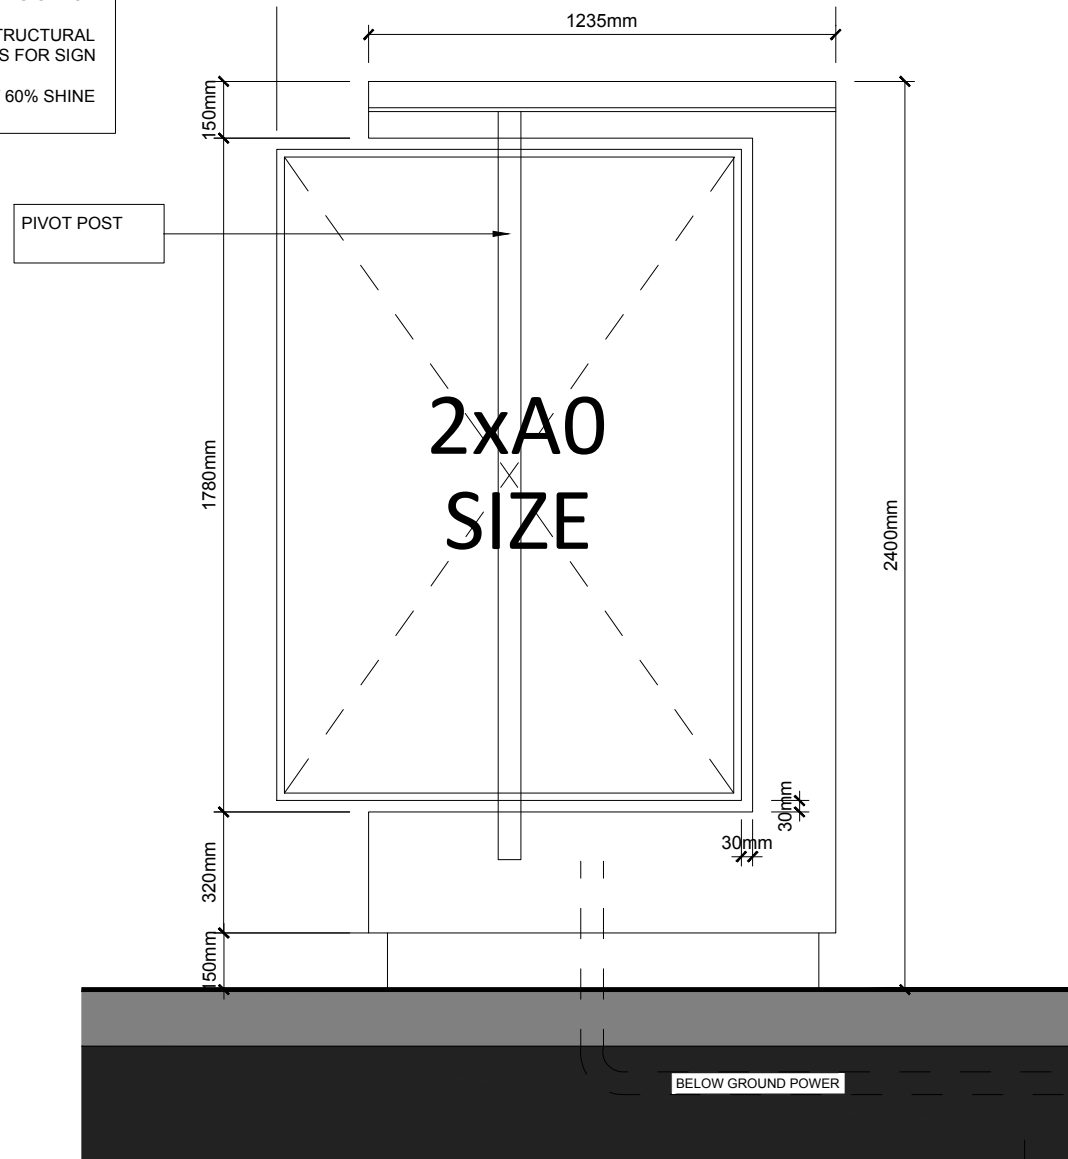 TRUCTURAL
S FOR SIGN
60% SHINE
1235mm
150mm
PIVOT POST
2xA0
SIZE
1780mm
2400mm
30mm
30mm
320mm
150mm
BELOW GROUND POWER